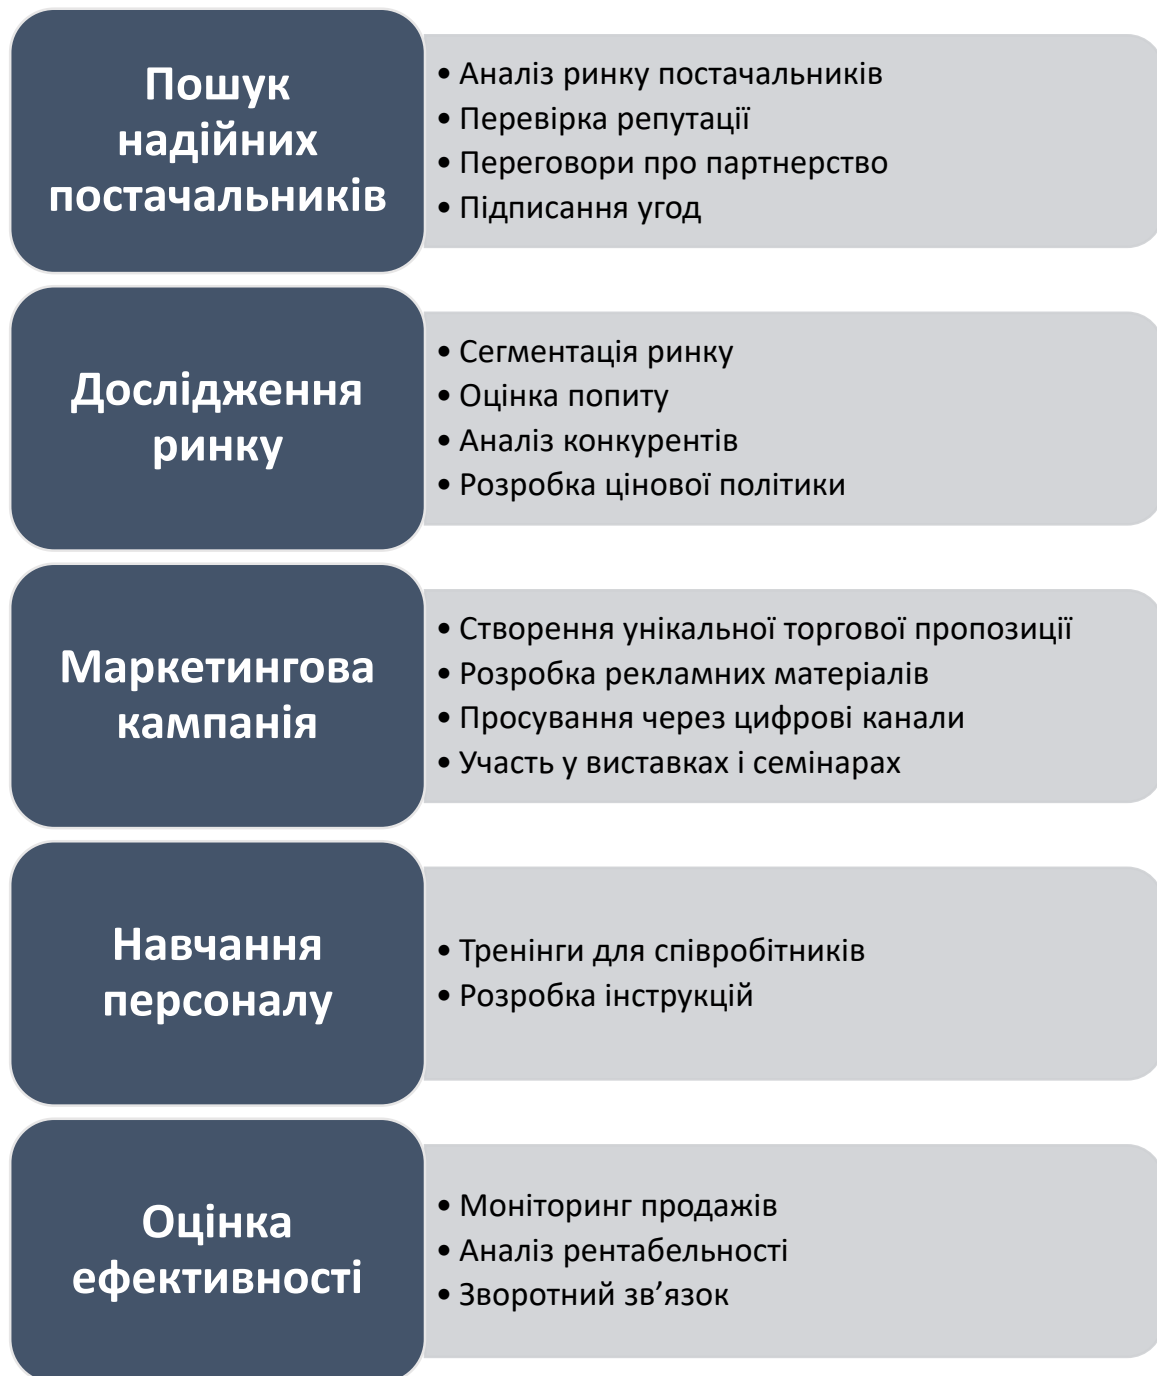 Пошук
надійних
постачальників
• Аналіз ринку постачальників
• Перевірка репутації
• Переговори про партнерство
• Підписання угод
Дослідження
ринку
• Сегментація ринку
• Оцінка попиту
• Аналіз конкурентів
• Розробка цінової політики
Маркетингова
кампанія
• Створення унікальної торгової пропозиції
• Розробка рекламних матеріалів
• Просування через цифрові канали
• Участь у виставках і семінарах
Навчання
персоналу
• Тренінги для співробітників
• Розробка інструкцій
Оцінка
ефективності
• Моніторинг продажів
• Аналіз рентабельності
• Зворотний зв’язок